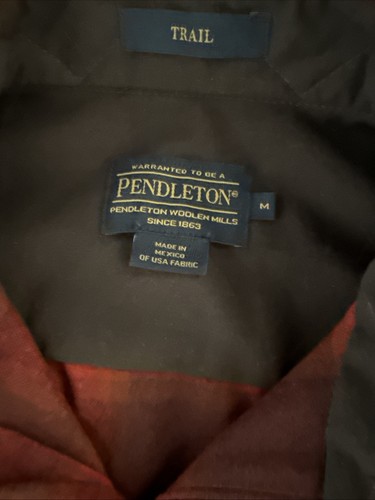 TRAIL
WARRANTED TO BE A
PENDLETON®
PENDLETON WOOLEN MILLS
SINCE 1863
M
MADE IN
MEXICO
OF USA FABRIC